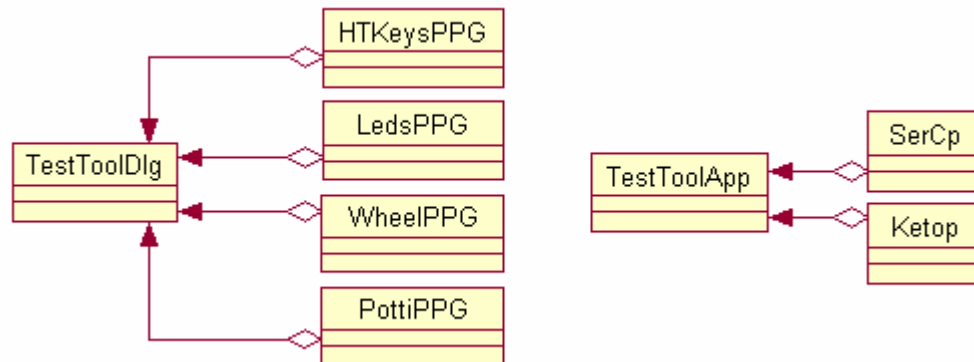 HTKeysPPG
LedsPPG
TestToolDlg
WheelPPG
PottiPPG
SerCp
TestToolApp
Ketop